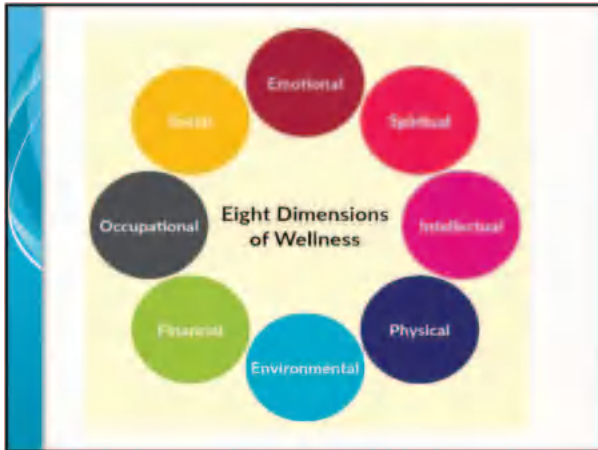 Emotional
Spiritual
Intellectual
Physical
Environmental
Financial
Occupational
Social
Eight Dimensions
of Wellness